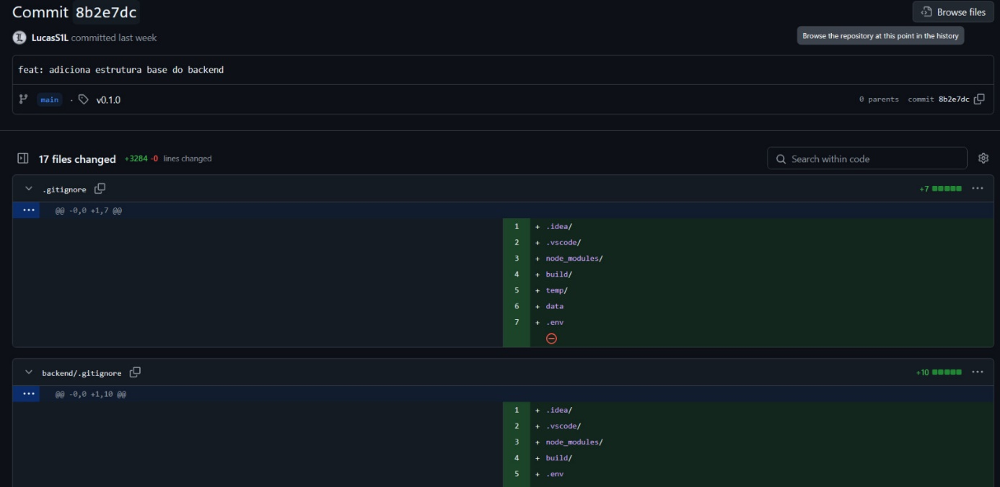 Commit 8b2e7dc
Browse files
LucasS1L committed last week
Browse the repository at this point in the history
feat: adiciona estrutura base do backend
main · v0.1.0
0 parents commit 8b2e7dc
17 files changed +3284 -0 lines changed
Search within code
.gitignore
+7
@@ -0,0 +1,7 @@
1 + .idea/
2 + .vscode/
3 + node_modules/
4 + build/
5 + temp/
6 + data
7 + .env
backend/.gitignore
+10
@@ -0,0 +1,10 @@
1 + .idea/
2 + .vscode/
3 + node_modules/
4 + build/
5 + .env